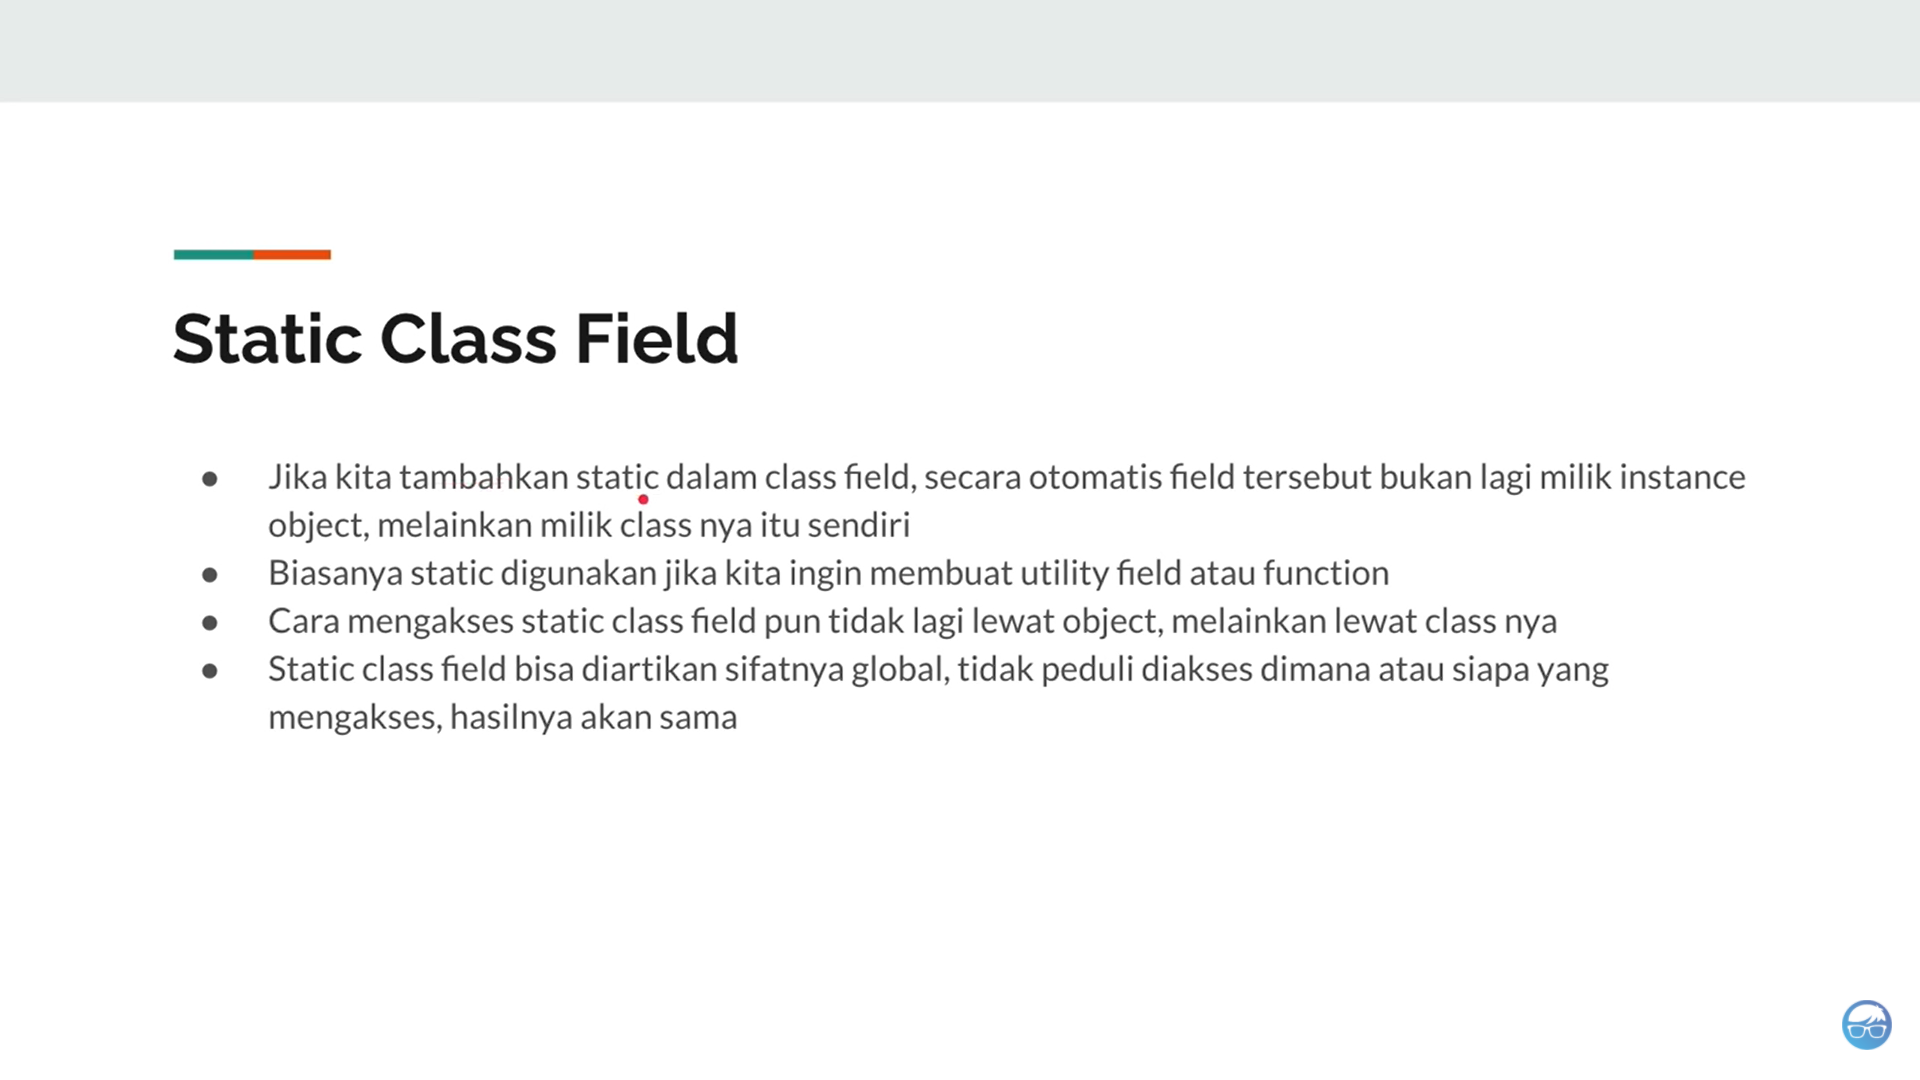 Static Class Field
● Jika kita tambahkan static dalam class field, secara otomatis field tersebut bukan lagi milik instance
object, melainkan milik class nya itu sendiri
● Biasanya static digunakan jika kita ingin membuat utility field atau function
● Cara mengakses static class field pun tidak lagi lewat object, melainkan lewat class nya
● Static class field bisa diartikan sifatnya global, tidak peduli diakses dimana atau siapa yang
mengakses, hasilnya akan sama